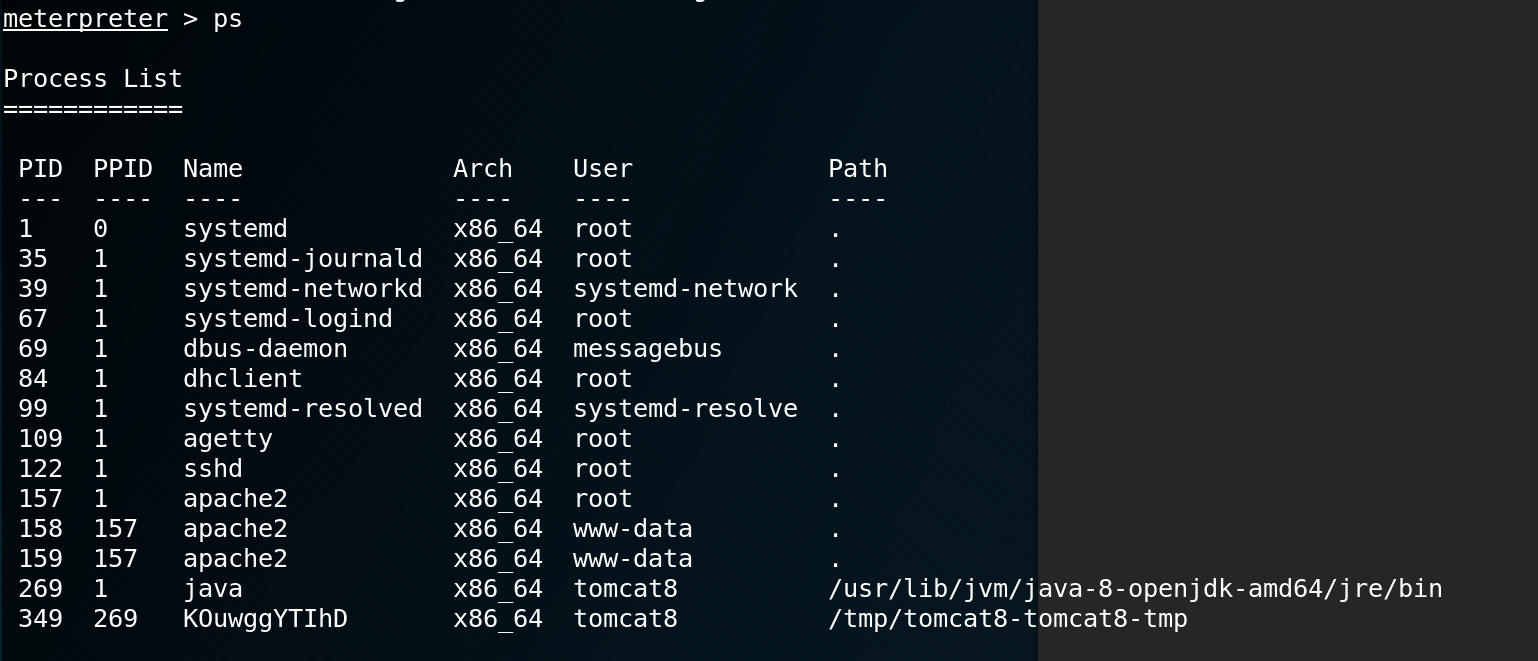 meterpreter > ps
Process List
============
PID PPID Name Arch User Path
--- ---- ---- ---- ---- ----
1 0 systemd x86_64 root .
35 1 systemd-journald x86_64 root .
39 1 systemd-networkd x86_64 systemd-network .
67 1 systemd-logind x86_64 root .
69 1 dbus-daemon x86_64 messagebus .
84 1 dhclient x86_64 root .
99 1 systemd-resolved x86_64 systemd-resolve .
109 1 agetty x86_64 root .
122 1 sshd x86_64 root .
157 1 apache2 x86_64 root .
158 157 apache2 x86_64 www-data .
159 157 apache2 x86_64 www-data .
269 1 java x86_64 tomcat8 /usr/lib/jvm/java-8-openjdk-amd64/jre/bin
349 269 KOuwggYTIhD x86_64 tomcat8 /tmp/tomcat8-tomcat8-tmp